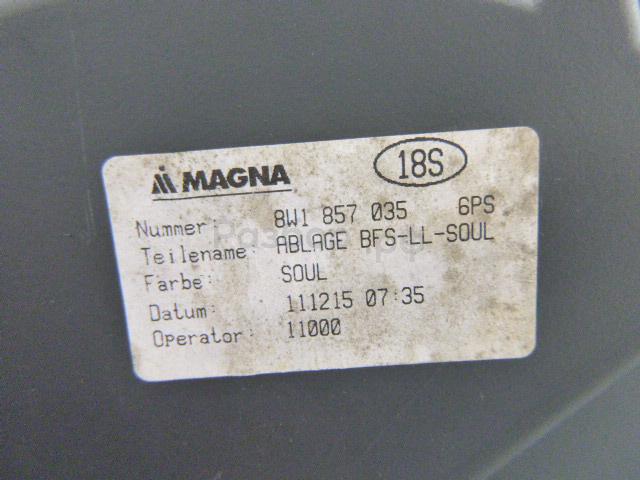 MAGNA
18S
Nummer: 8W1 857 035 6PS
Teilename: ABLAGE BFS-LL-SOUL
Farbe: SOUL
Datum: 111215 07:35
Operator: 11000